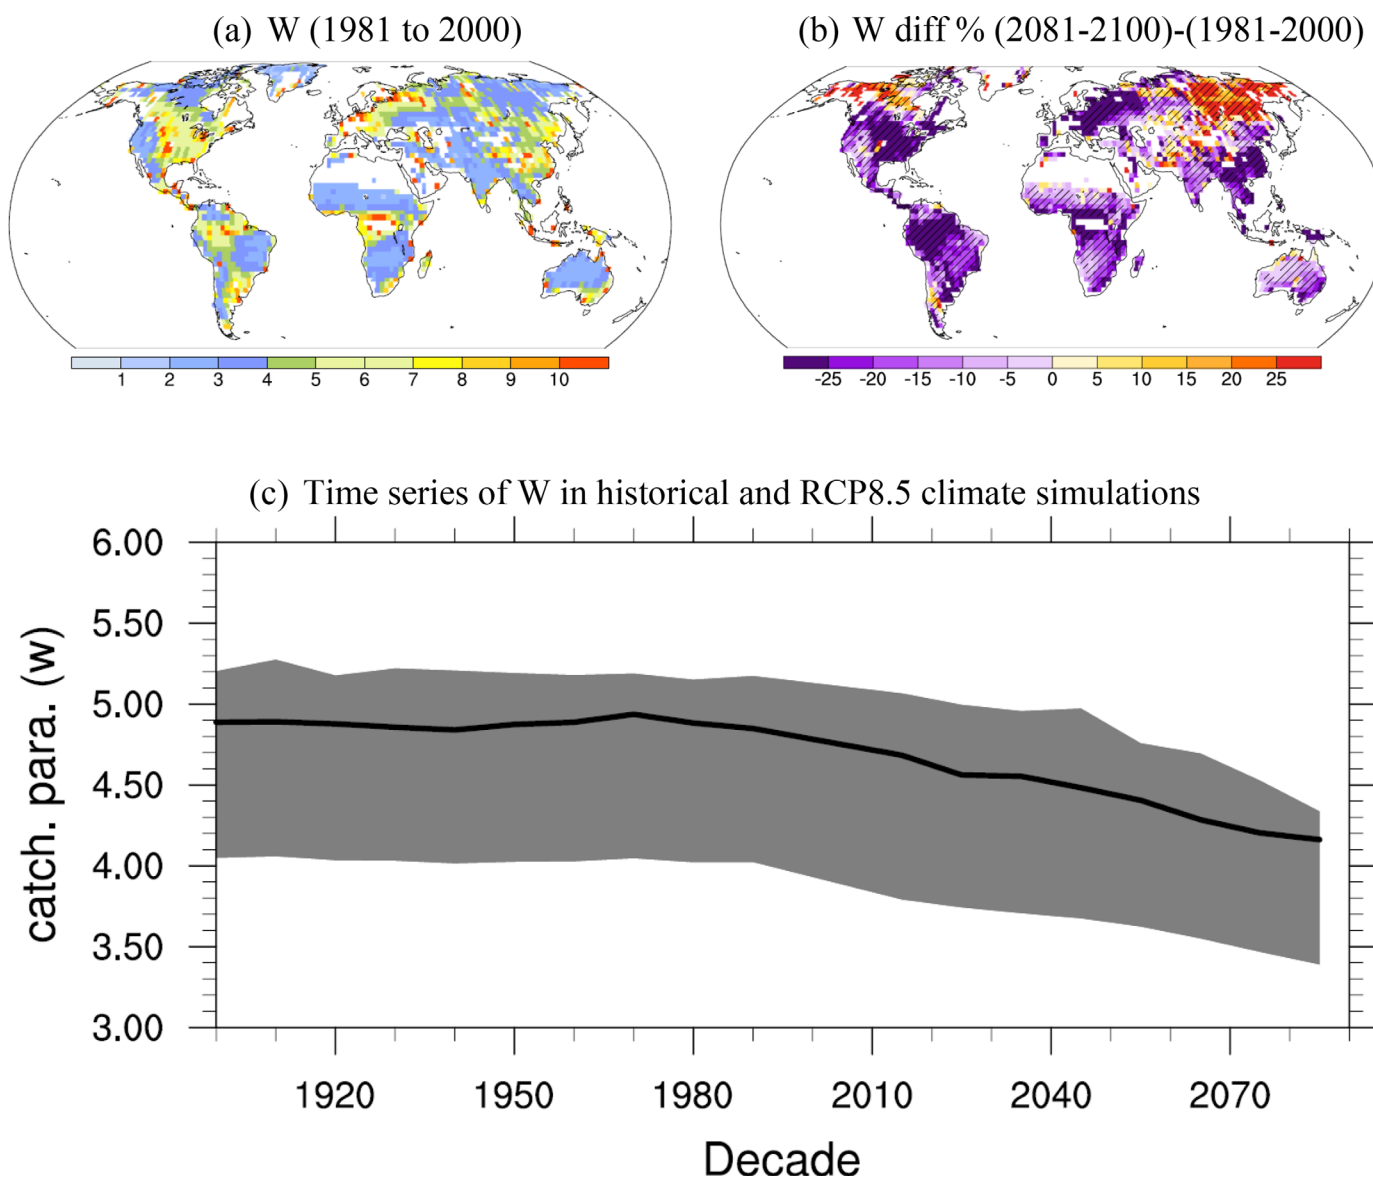 (a) W (1981 to 2000)
(b) W diff % (2081-2100)-(1981-2000)
1 2 3 4 5 6 7 8 9 10
-25 -20 -15 -10 -5 0 5 10 15 20 25
(c) Time series of W in historical and RCP8.5 climate simulations
6.00
5.50
5.00
4.50
4.00
3.50
3.00
catch. para. (w)
1920 1950 1980 2010 2040 2070
Decade